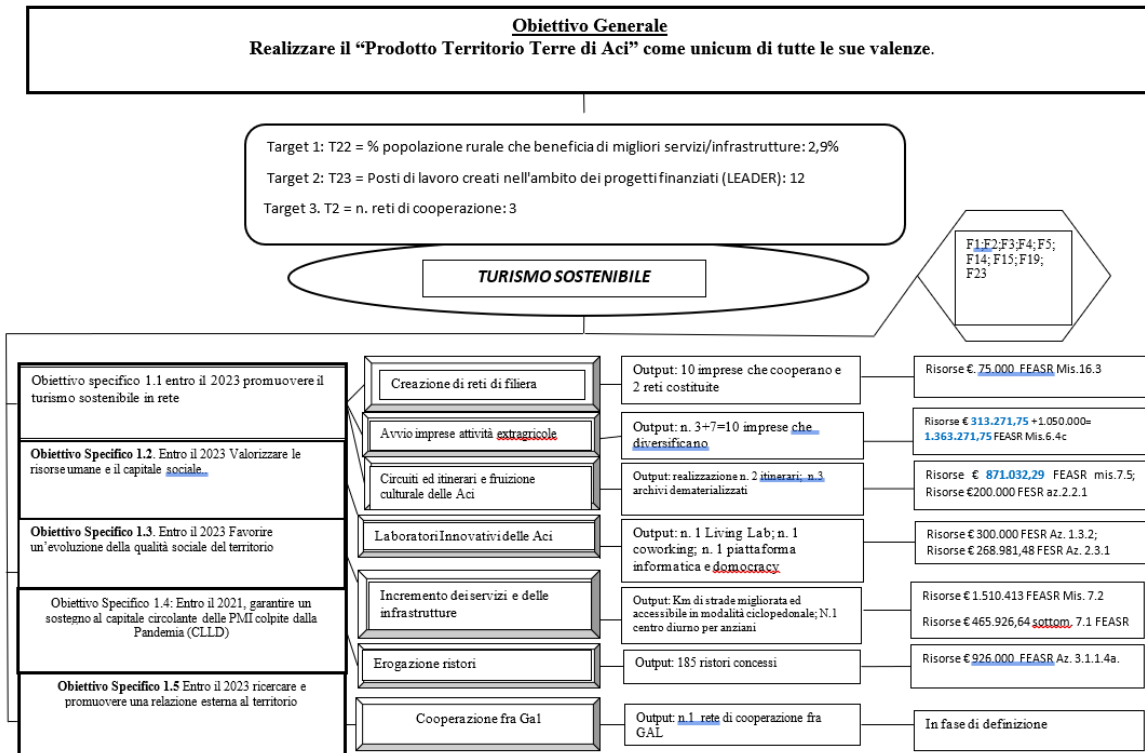 Obiettivo Generale
Realizzare il “Prodotto Territorio Terre di Aci” come unicum di tutte le sue valenze.
Target 1: T22 = % popolazione rurale che beneficia di migliori servizi/infrastrutture: 2,9%
Target 2: T23 = Posti di lavoro creati nell'ambito dei progetti finanziati (LEADER): 12
Target 3. T2 = n. reti di cooperazione: 3
F1;F2;F3;F4; F5;
F14; F15; F19;
F23
TURISMO SOSTENIBILE
Obiettivo specifico 1.1 entro il 2023 promuovere il
turismo sostenibile in rete
Creazione di reti di filiera
Output: 10 imprese che cooperano e
2 reti costituite
Risorse €. 75.000 FEASR Mis.16.3
Avvio imprese attività extragricole
Output: n. 3+7=10 imprese che
diversificano
Risorse € 313.271,75 +1.050.000=
1.363.271,75 FEASR Mis.6.4c
Obiettivo Specifico 1.2. Entro il 2023 Valorizzare le
risorse umane e il capitale sociale.
Circuiti ed itinerari e fruizione
culturale delle Aci
Output: realizzazione n. 2 itinerari; n.3
archivi dematerializzati
Risorse € 871.032,29 FEASR mis.7.5;
Risorse €200.000 FESR az.2.2.1
Obiettivo Specifico 1.3. Entro il 2023 Favorire
un’evoluzione della qualità sociale del territorio
Laboratori Innovativi delle Aci
Output: n. 1 Living Lab; n. 1
coworking; n. 1 piattaforma
informatica e domocracy
Risorse € 300.000 FESR Az. 1.3.2;
Risorse € 268.981,48 FESR Az. 2.3.1
Obiettivo Specifico 1.4: Entro il 2021, garantire un
sostegno al capitale circolante delle PMI colpite dalla
Pandemia (CLLD)
Incremento dei servizi e delle
infrastrutture
Output: Km di strade migliorata ed
accessibile in modalità ciclopedonale; N.1
centro diurno per anziani
Risorse € 1.510.413 FEASR Mis. 7.2
Risorse € 465.926,64 sottom. 7.1 FEASR
Erogazione ristori
Output: 185 ristori concessi
Risorse € 926.000 FEASR Az. 3.1.1.4a.
Obiettivo Specifico 1.5 Entro il 2023 ricercare e
promuovere una relazione esterna al territorio
Cooperazione fra Gal
Output: n.1 rete di cooperazione fra
GAL
In fase di definizione